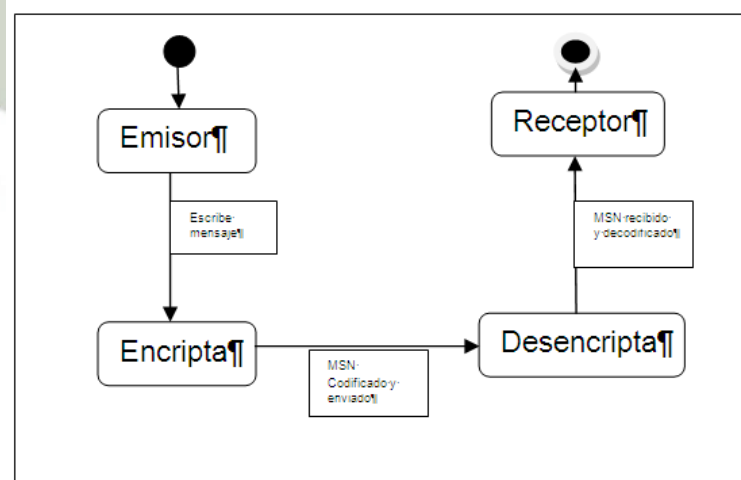 Emisor¶
Escribe·
mensaje¶
Encripta¶
MSN·
Codificado·y·
enviado¶
Desencripta¶
MSN·recibido·
y·decodificado¶
Receptor¶